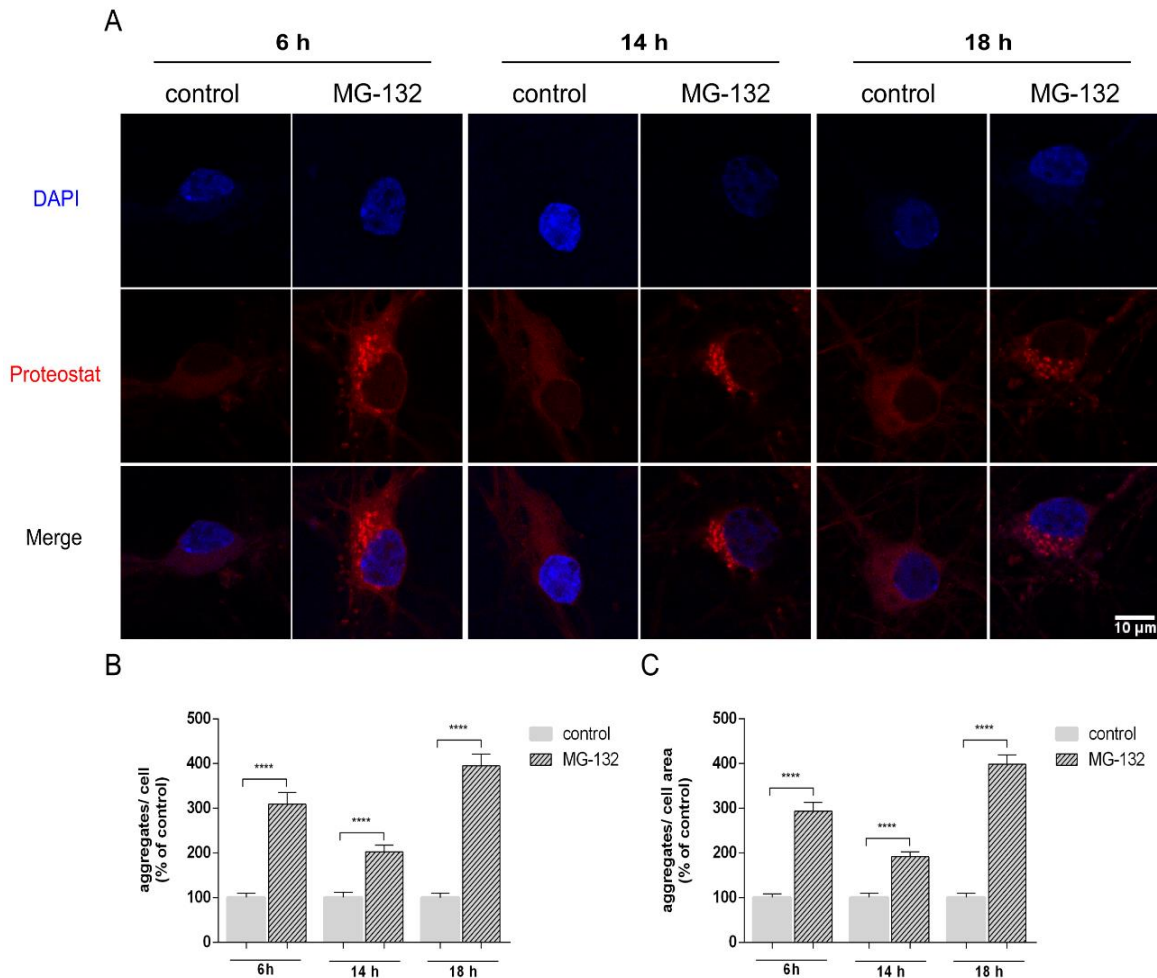 A
6 h 14 h 18 h
control MG-132 control MG-132 control MG-132
DAPI
Proteostat
Merge
10 µm
B
aggregates/ cell
(% of control)
500
400
300
200
100
0
****
****
****
6h 14 h 18 h
control
MG-132
C
aggregates/ cell area
(% of control)
500
400
300
200
100
0
****
****
****
6h 14 h 18 h
control
MG-132